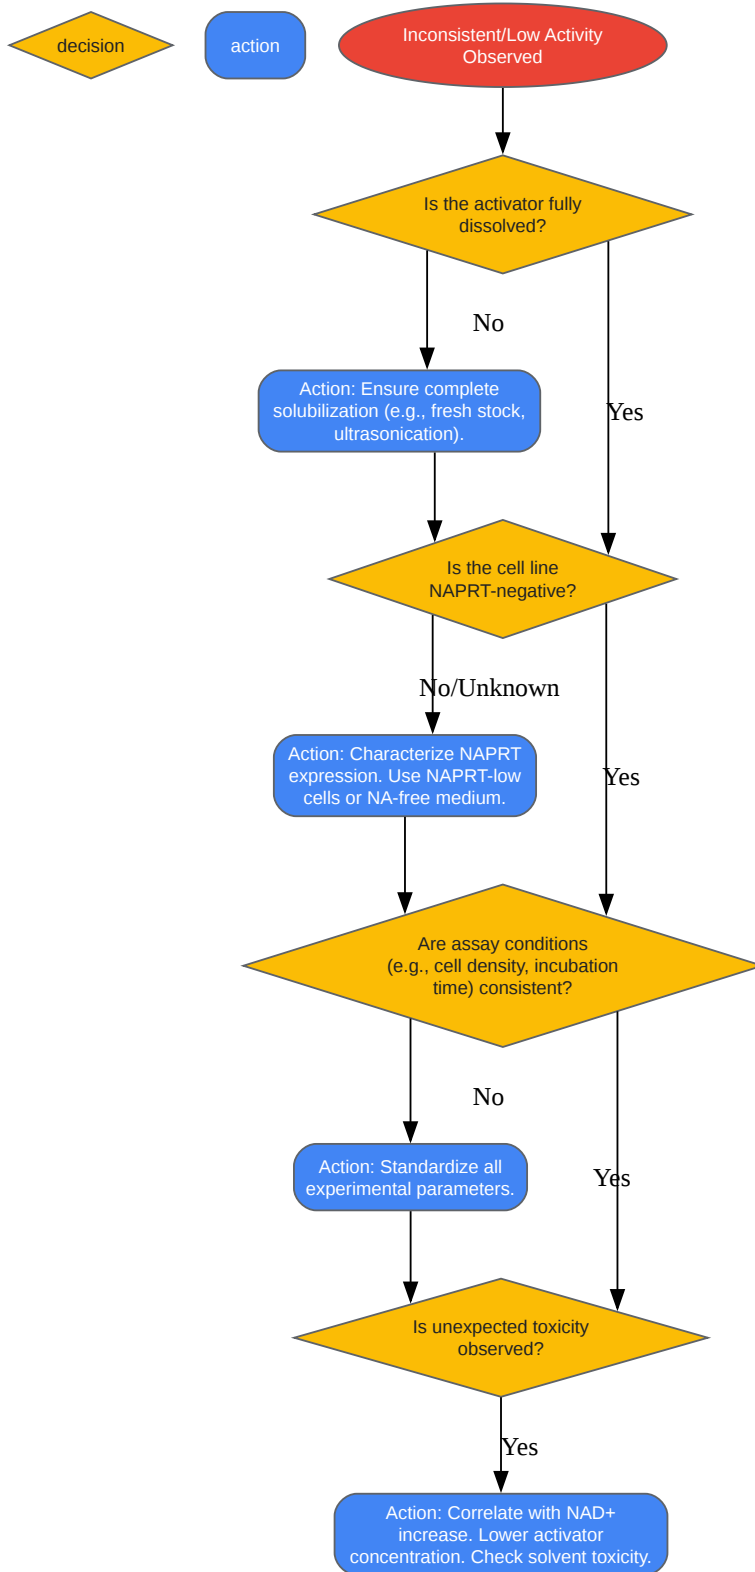 decision
action
Inconsistent/Low Activity
Observed
Is the activator fully
dissolved?
No
Action: Ensure complete
solubilization (e.g., fresh stock,
ultrasonication).
Yes
Is the cell line
NAPRT-negative?
No/Unknown
Action: Characterize NAPRT
expression. Use NAPRT-low
cells or NA-free medium.
Yes
Are assay conditions
(e.g., cell density, incubation
time) consistent?
No
Action: Standardize all
experimental parameters.
Yes
Is unexpected toxicity
observed?
Yes
Action: Correlate with NAD+
increase. Lower activator
concentration. Check solvent toxicity.